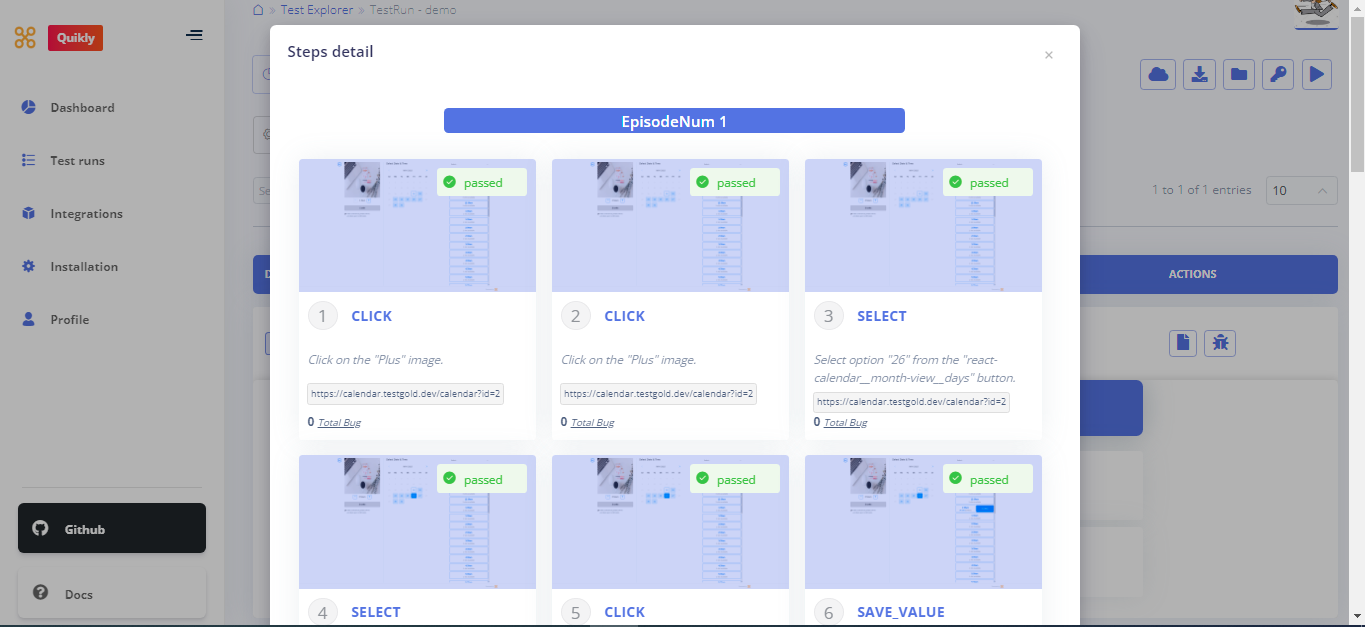 Test Explorer » TestRun - demo
Quikly
Dashboard
Test runs
Integrations
Installation
Profile
Github
Docs
Steps detail
×
EpisodeNum 1
passed
passed
passed
1 CLICK
2 CLICK
3 SELECT
Click on the "Plus" image.
Click on the "Plus" image.
Select option "26" from the "react-
calendar__month-view__days" button.
https://calendar.testgold.dev/calendar?id=2
https://calendar.testgold.dev/calendar?id=2
https://calendar.testgold.dev/calendar?id=2
0 Total Bug
0 Total Bug
0 Total Bug
passed
passed
passed
4 SELECT
5 CLICK
6 SAVE_VALUE
1 to 1 of 1 entries
10
ACTIONS